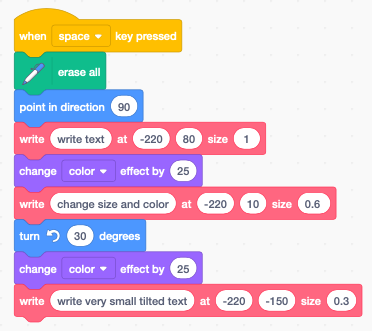 when space key pressed
erase all
point in direction 90
write write text at -220 80 size 1
change color effect by 25
write change size and color at -220 10 size 0.6
turn 30 degrees
change color effect by 25
write write very small tilted text at -220 -150 size 0.3